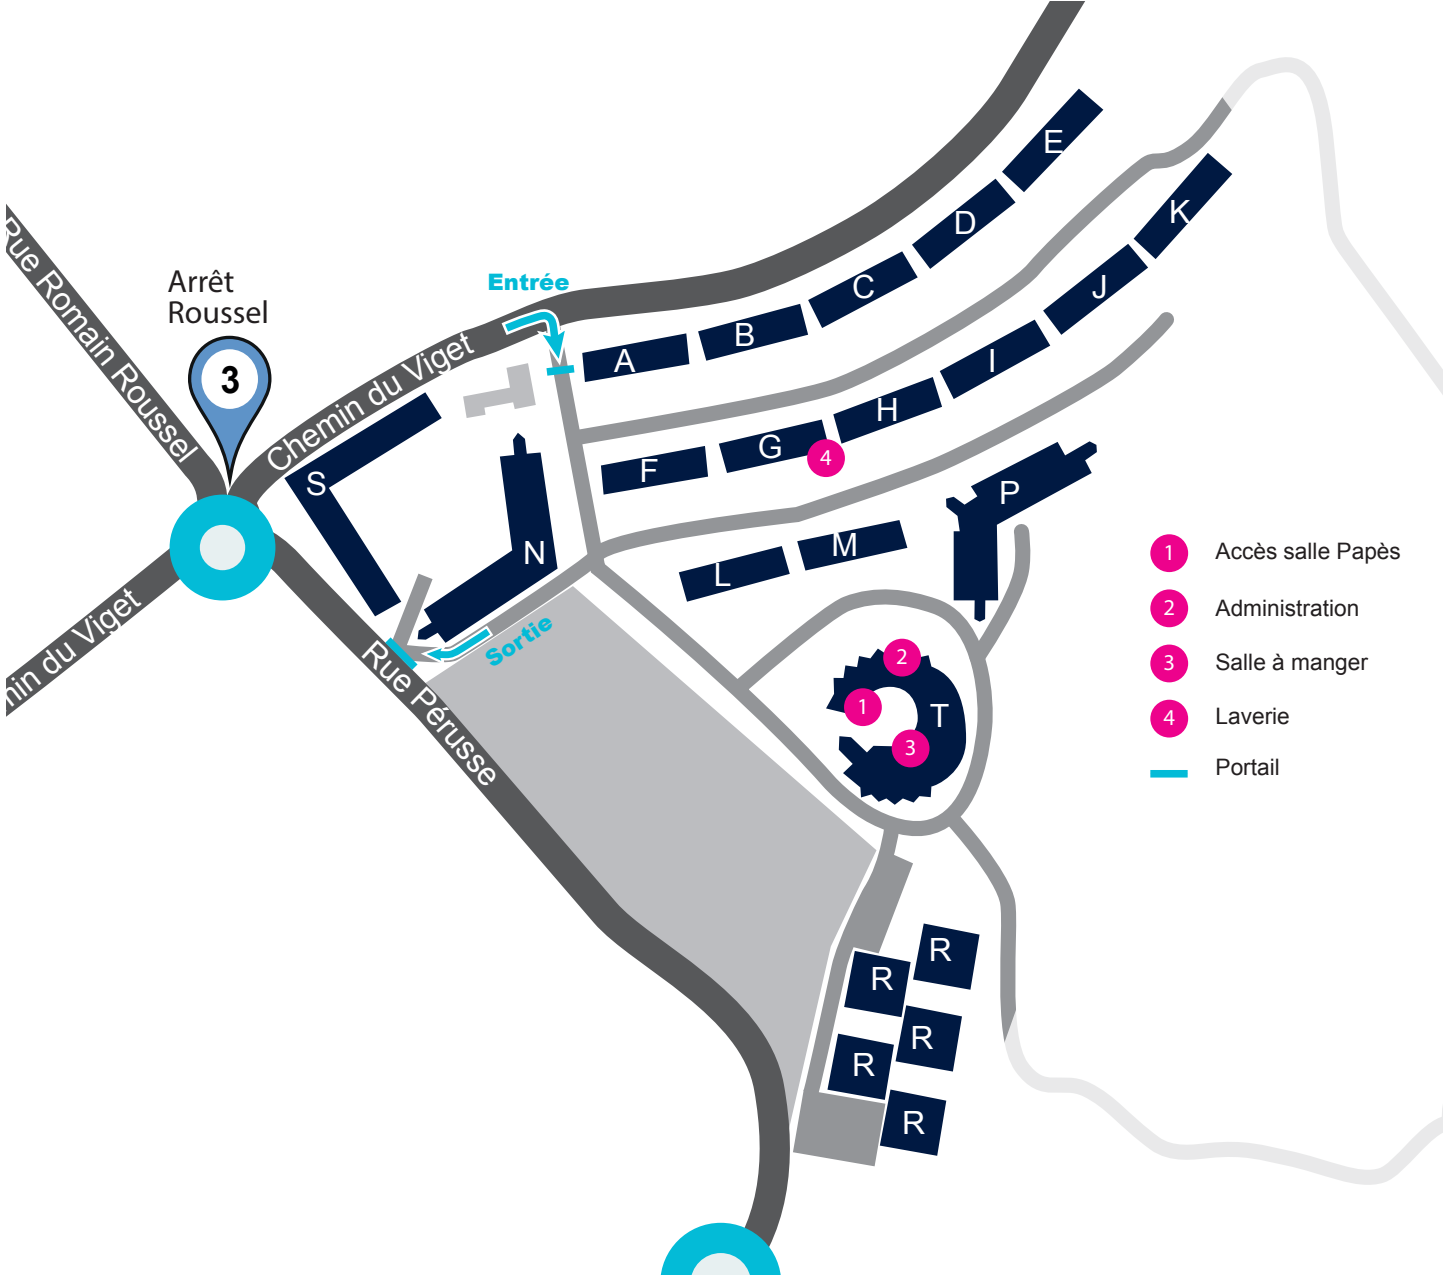 Rue Romain Roussel
Arrêt
Roussel
3
Chemin du Viget
Entrée
A
B
C
D
E
F
G
4
H
I
J
K
S
N
L
M
P
Sortie
min du Viget
Rue Pérusse
2
1
T
3
R
R
R
R
R
1 Accès salle Papès
2 Administration
3 Salle à manger
4 Laverie
Portail